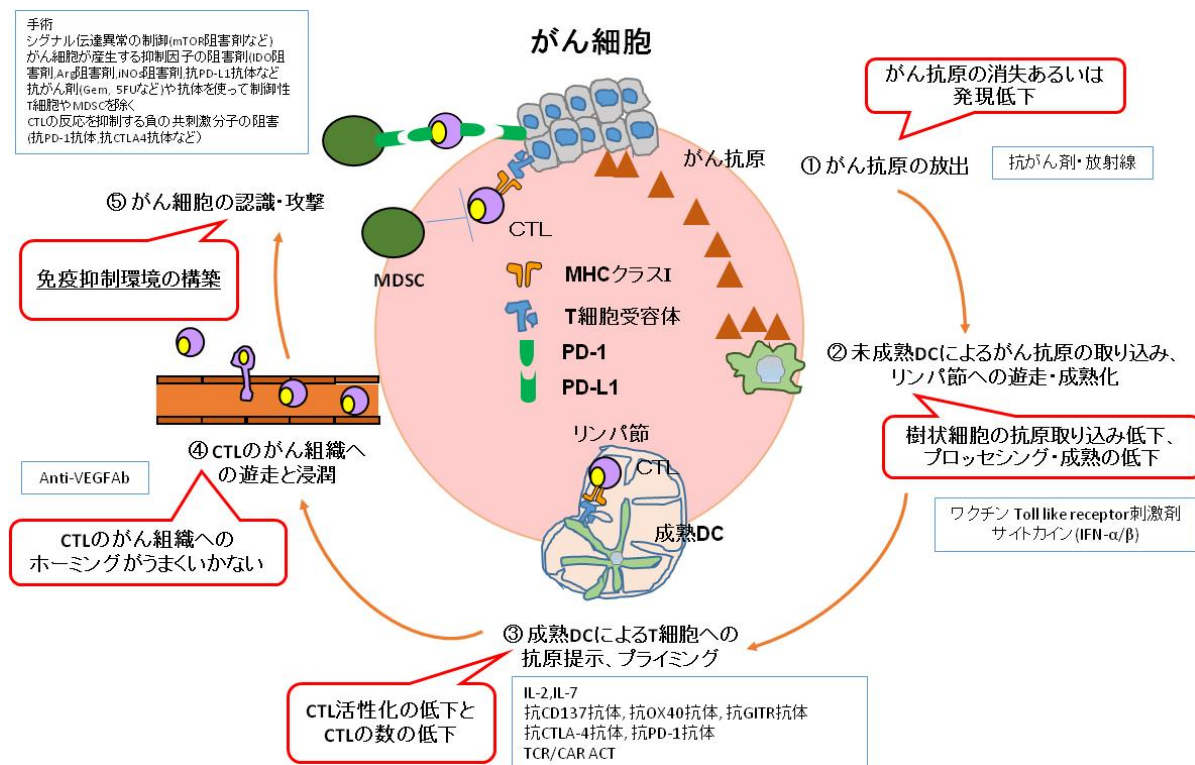 手術
シグナル伝達異常の制御(mTOR阻害剤など)
がん細胞が産生する抑制因子の阻害剤(IDO阻
害剤,Arg阻害剤,iNOs阻害剤,抗PD-L1抗体など
抗がん剤(Gem, 5FUなど)や抗体を使って制御性
T細胞やMDSCを除く
CTLの反応を抑制する負の共刺激分子の阻害
(抗PD-1抗体,抗CTLA4抗体など)
がん細胞
がん抗原の消失あるいは
発現低下
がん抗原
① がん抗原の放出
抗がん剤・放射線
⑤ がん細胞の認識・攻撃
免疫抑制環境の構築
CTL
MDSC
MHCクラスI
T細胞受容体
PD-1
PD-L1
② 未成熟DCによるがん抗原の取り込み、
リンパ節への遊走・成熟化
樹状細胞の抗原取り込み低下、
プロッセシング・成熟の低下
ワクチン Toll like receptor刺激剤
サイトカイン(IFN-α/β)
リンパ節
CTL
成熟DC
④ CTLのがん組織へ
の遊走と浸潤
Anti-VEGFAb
CTLのがん組織への
ホーミングがうまくいかない
③ 成熟DCによるT細胞への
抗原提示、プライミング
CTL活性化の低下と
CTLの数の低下
IL-2,IL-7
抗CD137抗体, 抗OX40抗体, 抗GITR抗体
抗CTLA-4抗体, 抗PD-1抗体
TCR/CAR ACT